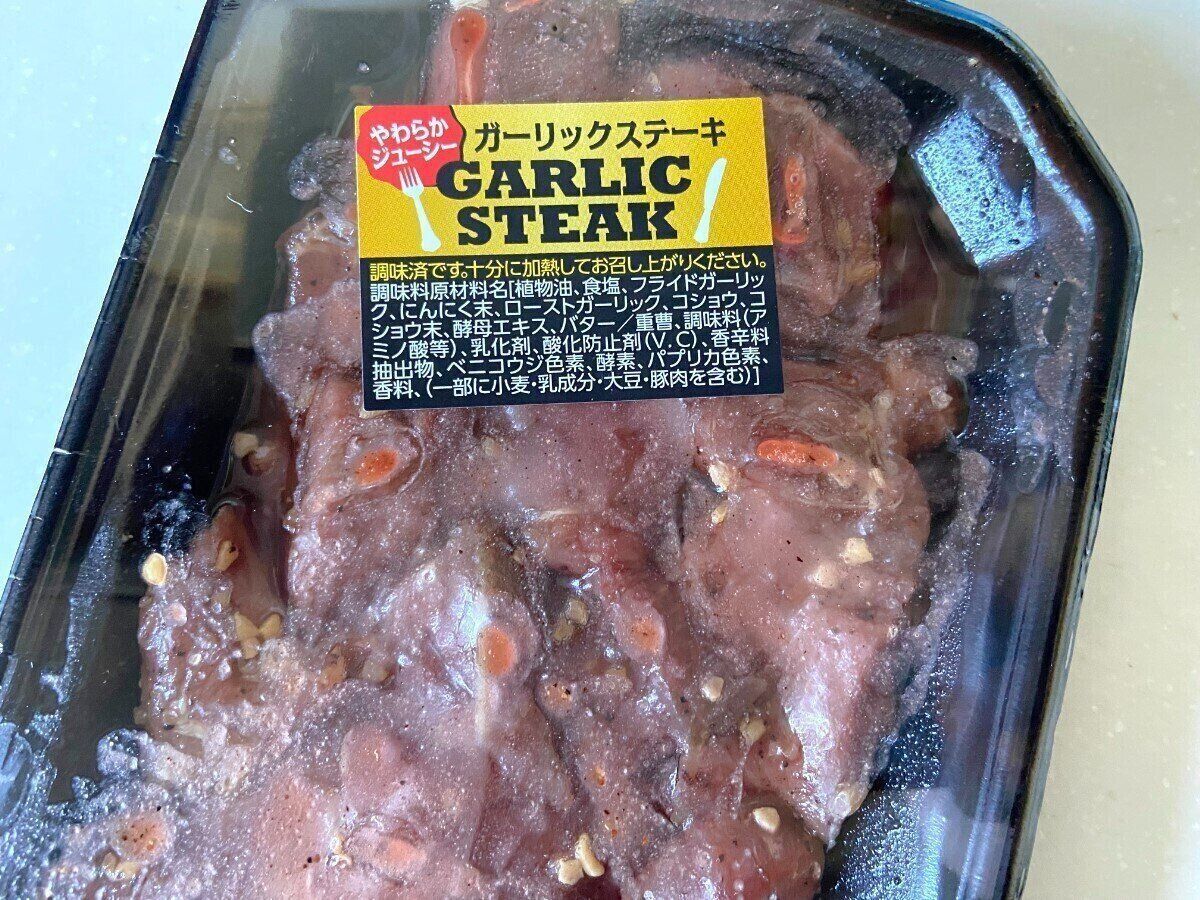 やわらか
ジューシー
ガーリックステーキ
GARLIC
STEAK
調味済です。十分に加熱してお召し上がりください。
調味料原材料名[植物油、食塩、フライドガーリッ
ク、にんにく末、ローストガーリック、コショウ、コ
ショウ末、酵母エキス、バター/重曹、調味料(ア
ミノ酸等)、乳化剤、酸化防止剤(V.C)、香辛料
抽出物、ベニコウジ色素、酵素、パプリカ色素、
香料、(一部に小麦・乳成分・大豆・豚肉を含む)]